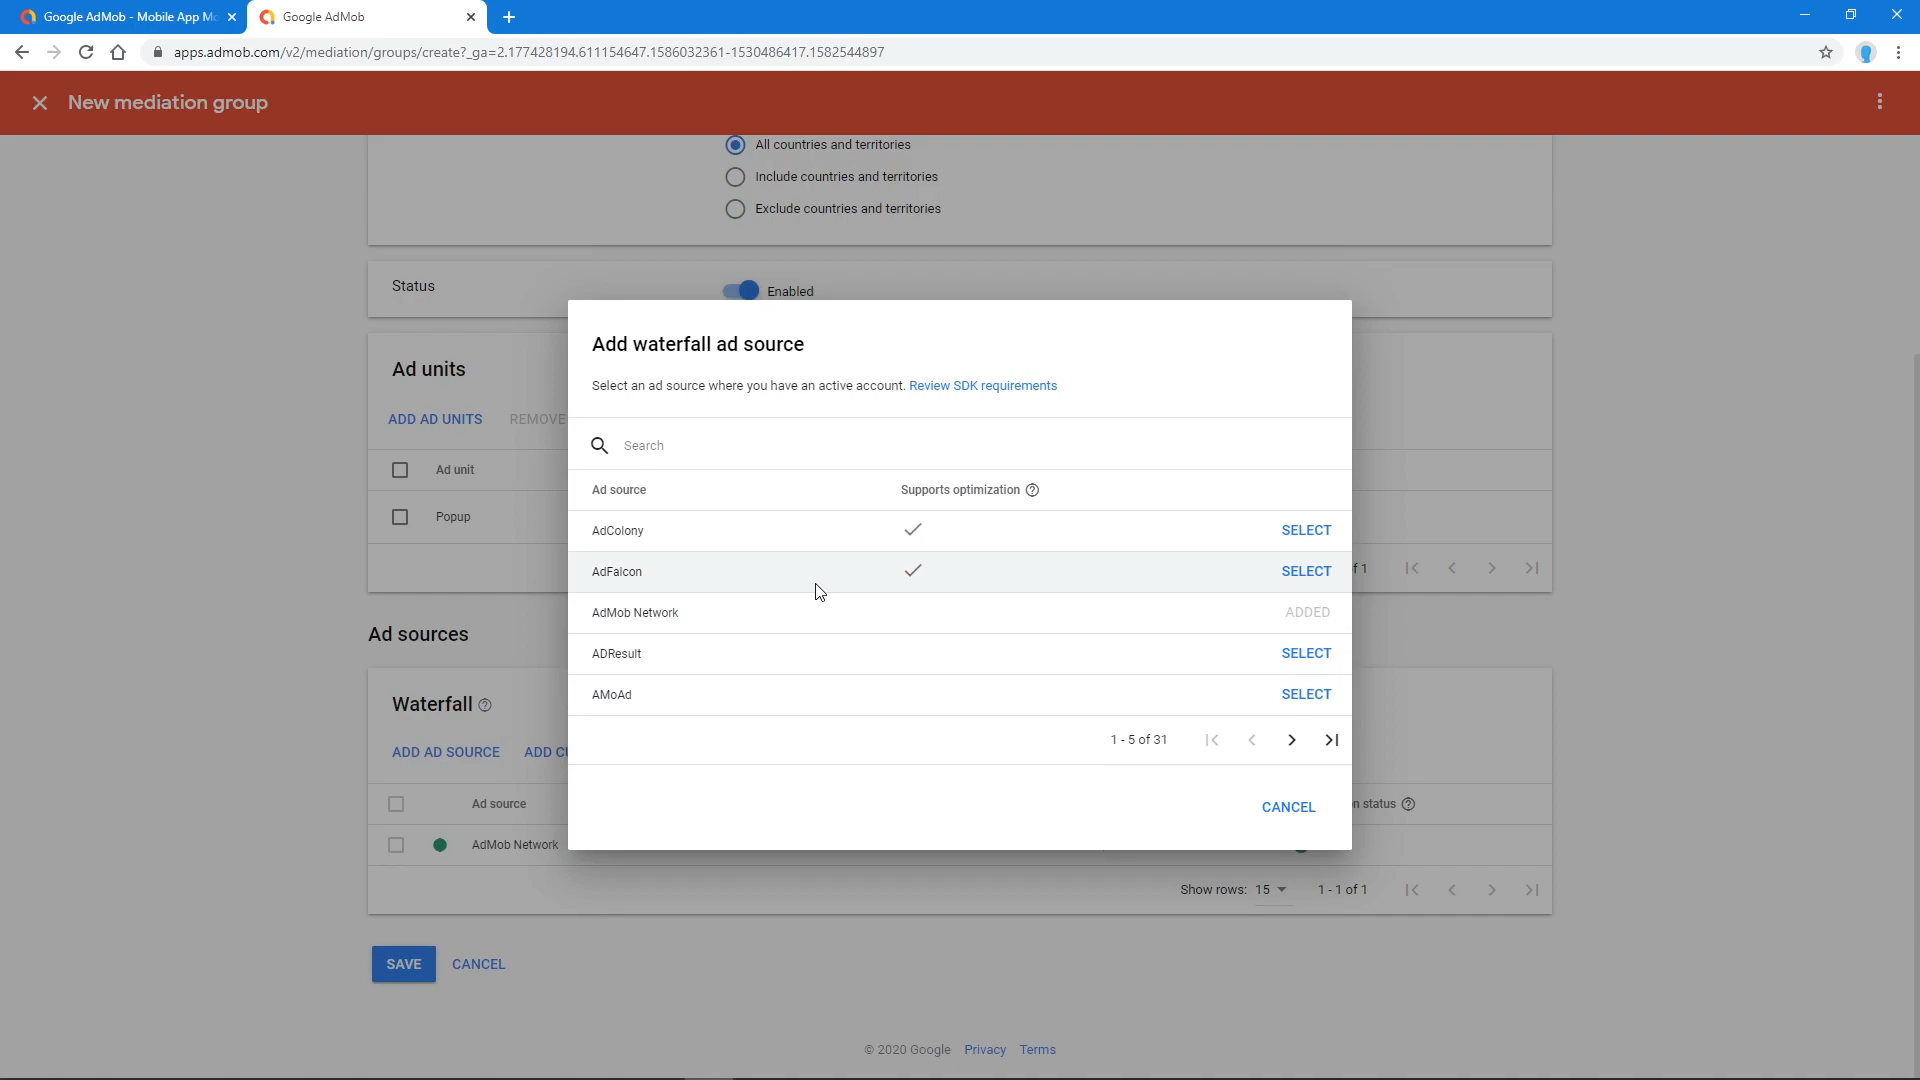 Google AdMob - Mobile App Mo
Google AdMob
apps.admob.com/v2/mediation/groups/create?_ga=2.177428194.611154647.1586032361-1530486417.1582544897
New mediation group
All countries and territories
Include countries and territories
Exclude countries and territories
Status
Enabled
Ad units
ADD AD UNITS
REMOVE
Ad unit
Popup
f 1
Ad sources
Waterfall
ADD AD SOURCE
ADD CU
Ad source
n status
AdMob Network
Show rows: 15
1 - 1 of 1
SAVE
CANCEL
© 2020 Google
Privacy
Terms
Add waterfall ad source
Select an ad source where you have an active account. Review SDK requirements
Search
Ad source
Supports optimization
AdColony
SELECT
AdFalcon
SELECT
AdMob Network
ADDED
ADResult
SELECT
AMoAd
SELECT
1 - 5 of 31
CANCEL